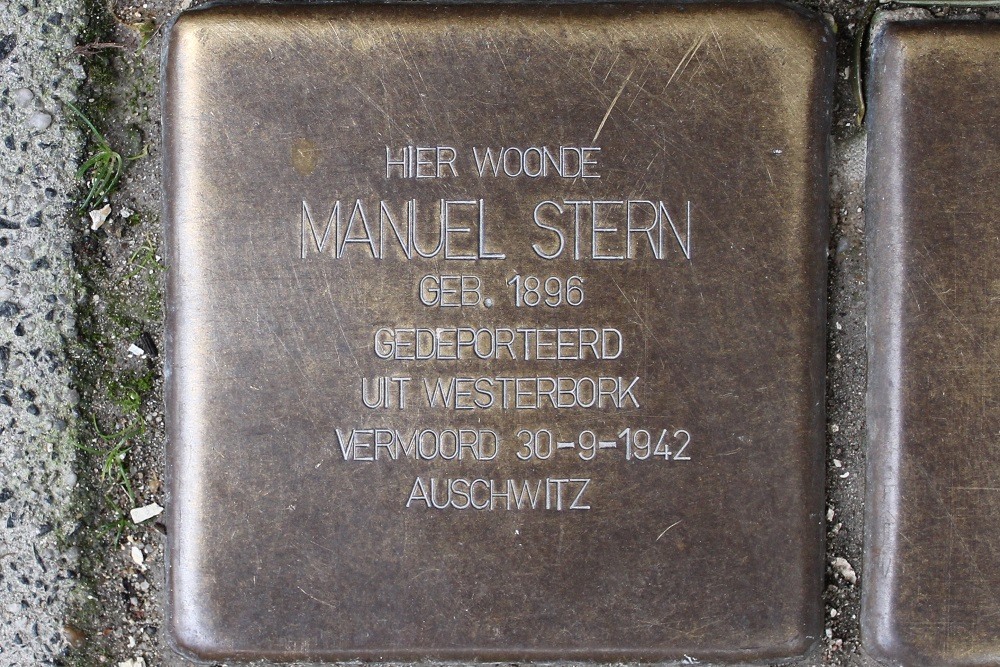 HIER WOONDE
MANUEL STERN
GEB. 1896
GEDEPORTEERD
UIT WESTERBORK
VERMOORD 30-9-1942
AUSCHWITZ